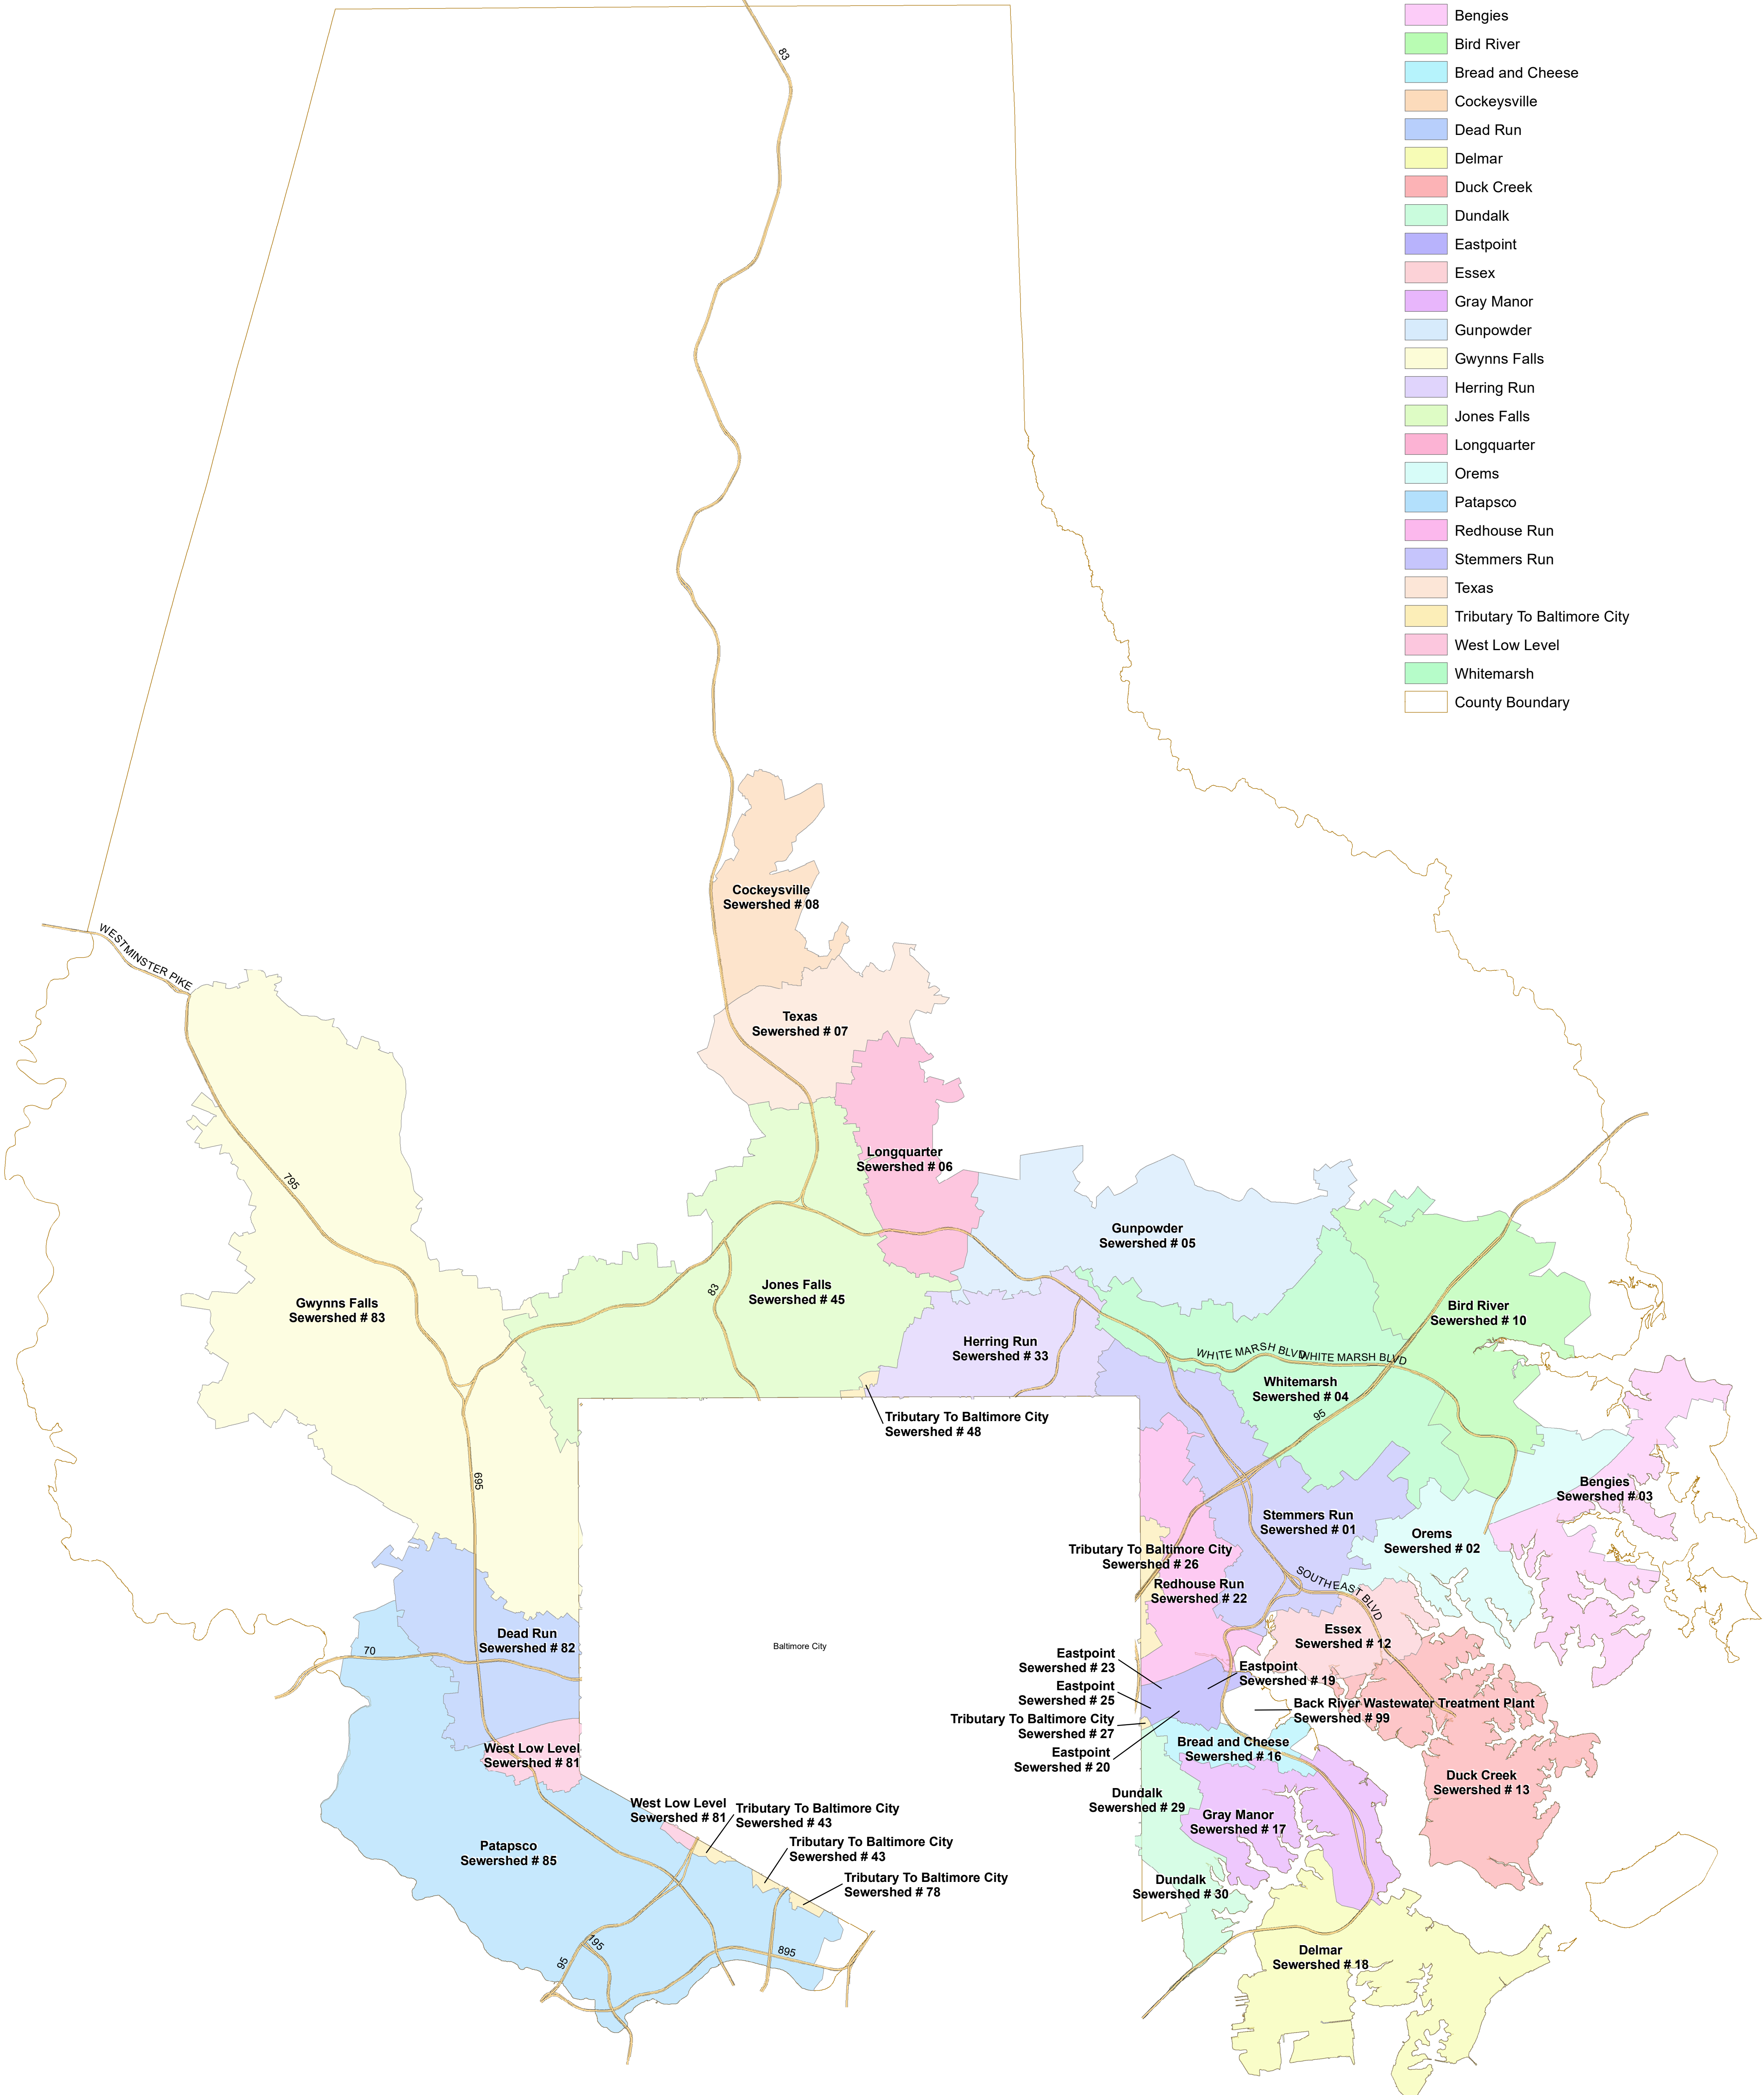 Bengies
Bird River
Bread and Cheese
Cockeysville
Dead Run
Delmar
Duck Creek
Dundalk
Eastpoint
Essex
Gray Manor
Gunpowder
Gwynns Falls
Herring Run
Jones Falls
Longquarter
Orems
Patapsco
Redhouse Run
Stemmers Run
Texas
Tributary To Baltimore City
West Low Level
Whitemarsh
County Boundary
83
Cockeysville
Sewershed # 08
WESTMINSTER PIKE
Texas
Sewershed # 07
Longquarter
Sewershed # 06
795
Gunpowder
Sewershed # 05
Jones Falls
Sewershed # 45
83
Gwynns Falls
Sewershed # 83
Bird River
Sewershed # 10
Herring Run
Sewershed # 33
WHITE MARSH BLVD
WHITE MARSH BLVD
Whitemarsh
Sewershed # 04
95
Tributary To Baltimore City
Sewershed # 48
695
Bengies
Sewershed # 03
Stemmers Run
Sewershed # 01
Orems
Sewershed # 02
Tributary To Baltimore City
Sewershed # 26
SOUTHEAST BLVD
Redhouse Run
Sewershed # 22
Essex
Sewershed # 12
Dead Run
Sewershed # 82
70
Baltimore City
Eastpoint
Sewershed # 23
Eastpoint
Sewershed # 19
Eastpoint
Sewershed # 25
Back River Wastewater Treatment Plant
Sewershed # 99
Tributary To Baltimore City
Sewershed # 27
Eastpoint
Sewershed # 20
Bread and Cheese
Sewershed # 16
West Low Level
Sewershed # 81
Duck Creek
Sewershed # 13
Dundalk
Sewershed # 29
West Low Level
Sewershed # 81
Tributary To Baltimore City
Sewershed # 43
Gray Manor
Sewershed # 17
Tributary To Baltimore City
Sewershed # 43
Patapsco
Sewershed # 85
Tributary To Baltimore City
Sewershed # 78
Dundalk
Sewershed # 30
195
895
95
Delmar
Sewershed # 18